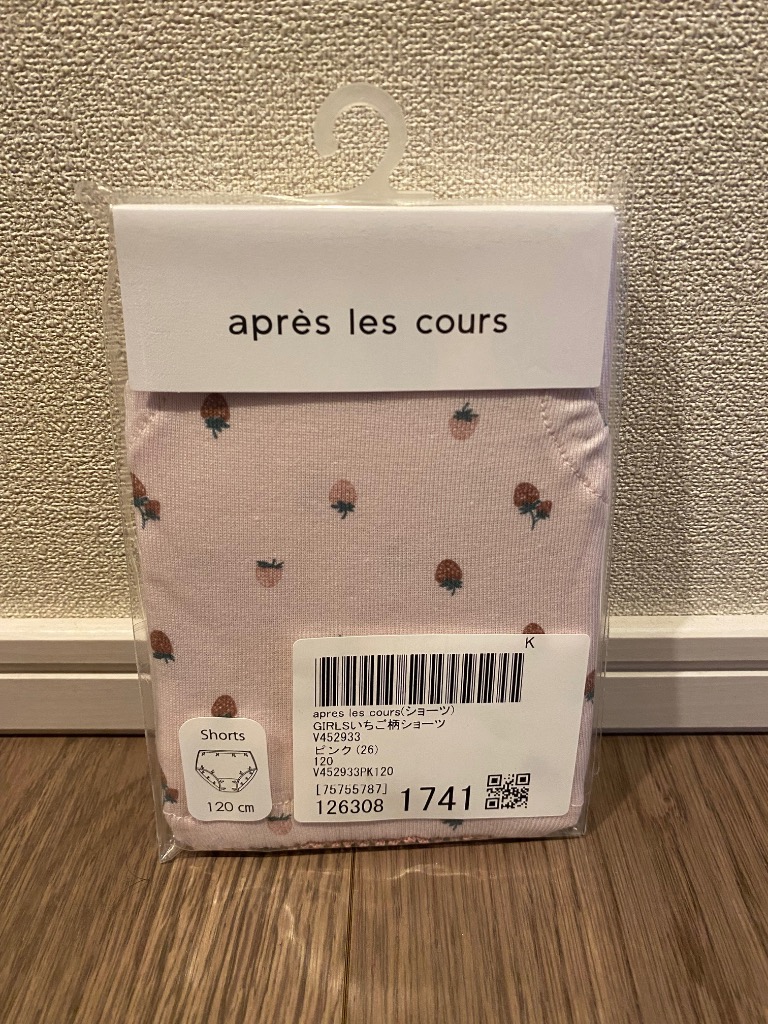 après les cours
K
apres les cours(ショーツ)
GIRLSいちご柄ショーツ
V452933
ピンク(26)
120
V452933PK120
[75755787]
126308 1741
Shorts
120 cm